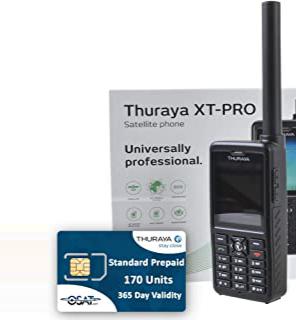 Thuraya XT-PRO
Satellite phone
Universally
professional.
THURAYA
THURAYA
stay close
Standard Prepaid
170 Units
365 Day Validity
OSAT